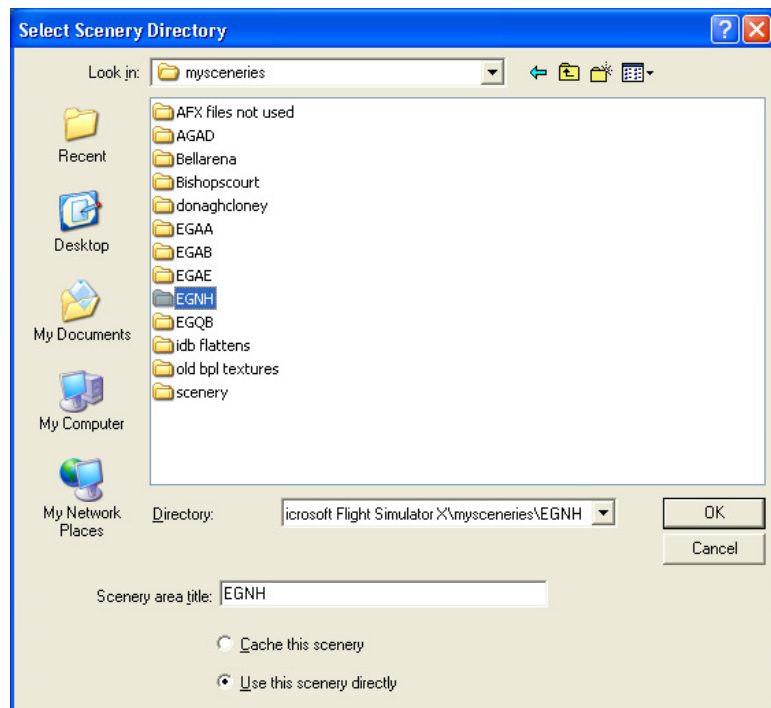 Select Scenery Directory
Look in: mysceneries
Recent
Desktop
My Documents
My Computer
My Network
Places
AFX files not used
AGAD
Bellarena
Bishopscourt
donaghcloney
EGAA
EGAB
EGAE
EGNH
EGQB
idb flattens
old bpl textures
scenery
Directory: icrosoft Flight Simulator X\mysceneries\EGNH
OK
Cancel
Scenery area title: EGNH
Cache this scenery
Use this scenery directly